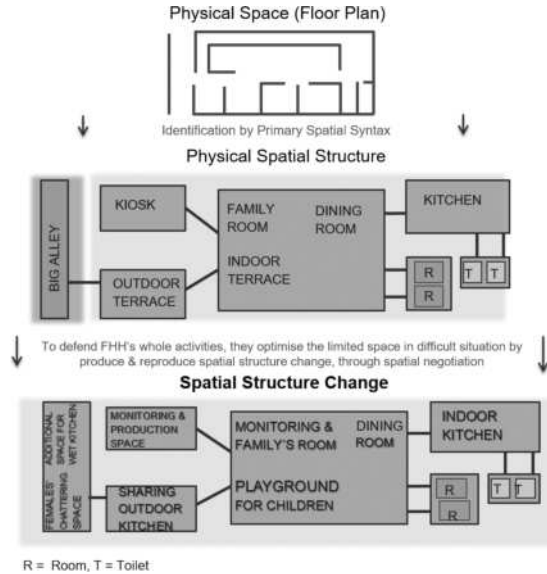 Physical Space (Floor Plan)
Identification by Primary Spatial Syntax
Physical Spatial Structure
BIG ALLEY
KIOSK
OUTDOOR
TERRACE
FAMILY
ROOM
DINING
ROOM
INDOOR
TERRACE
KITCHEN
R
R
T
T
To defend FHH's whole activities, they optimise the limited space in difficult situation by
produce & reproduce spatial structure change, through spatial negotiation
Spatial Structure Change
ADDITIONAL
SPACE FOR
WET KITCHEN
FEMALES'
CHATTERING
SPACE
MONITORING &
PRODUCTION
SPACE
SHARING
OUTDOOR
KITCHEN
MONITORING &
FAMILY'S ROOM
DINING
ROOM
PLAYGROUND
FOR CHILDREN
INDOOR
KITCHEN
R
R
T
T
R = Room, T = Toilet